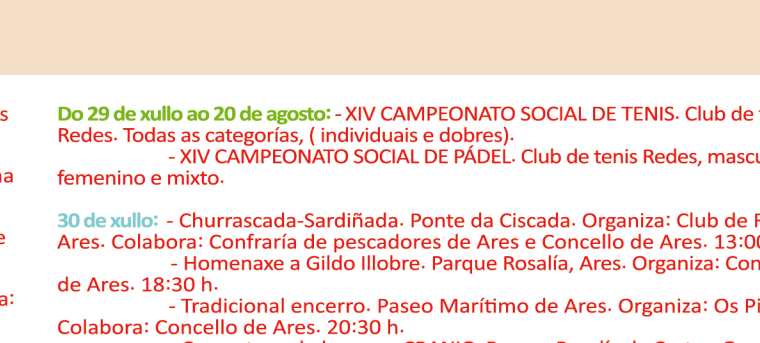 s
Do 29 de xullo ao 20 de agosto: - XIV CAMPEONATO SOCIAL DE TENIS. Club de
Redes. Todas as categorías, ( individuais e dobres).
- XIV CAMPEONATO SOCIAL DE PÁDEL. Club de tenis Redes,
femenino e mixto.
30 de xullo: - Churrascada-Sardiñada. Ponte da Ciscada. Organiza: Club de
Ares. Colabora: Confraría de pescadores de Ares e Concello de Ares. 13:00
- Homenaxe a Gildo Illobre. Parque Rosalía, Ares. Organiza:
de Ares. 18:30 h.
a:
- Tradicional encerro. Paseo Marítimo de Ares. Organiza: Os
Colabora: Concello de Ares. 20:30 h.